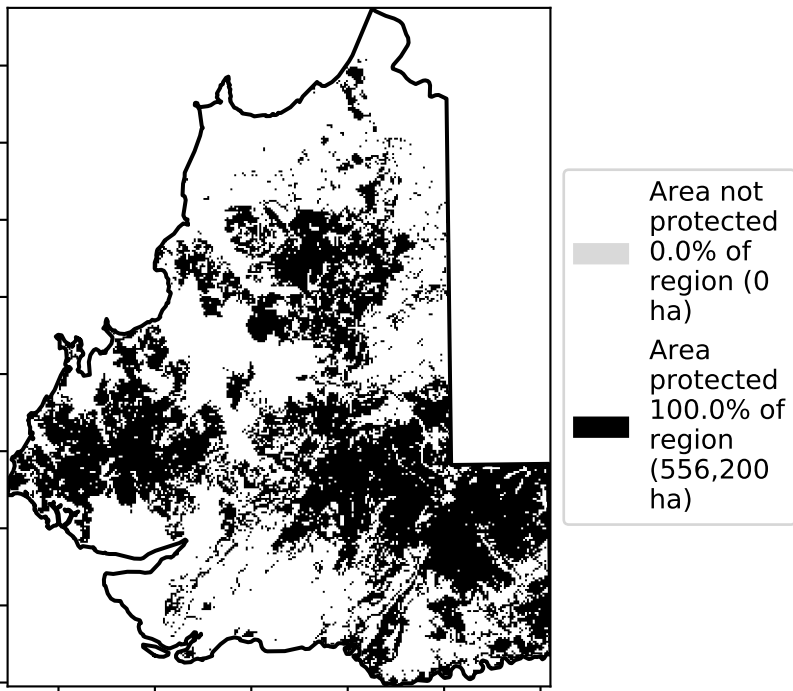 Area not
protected
0.0% of
region (0
ha)
Area
protected
100.0% of
region
(556,200
ha)